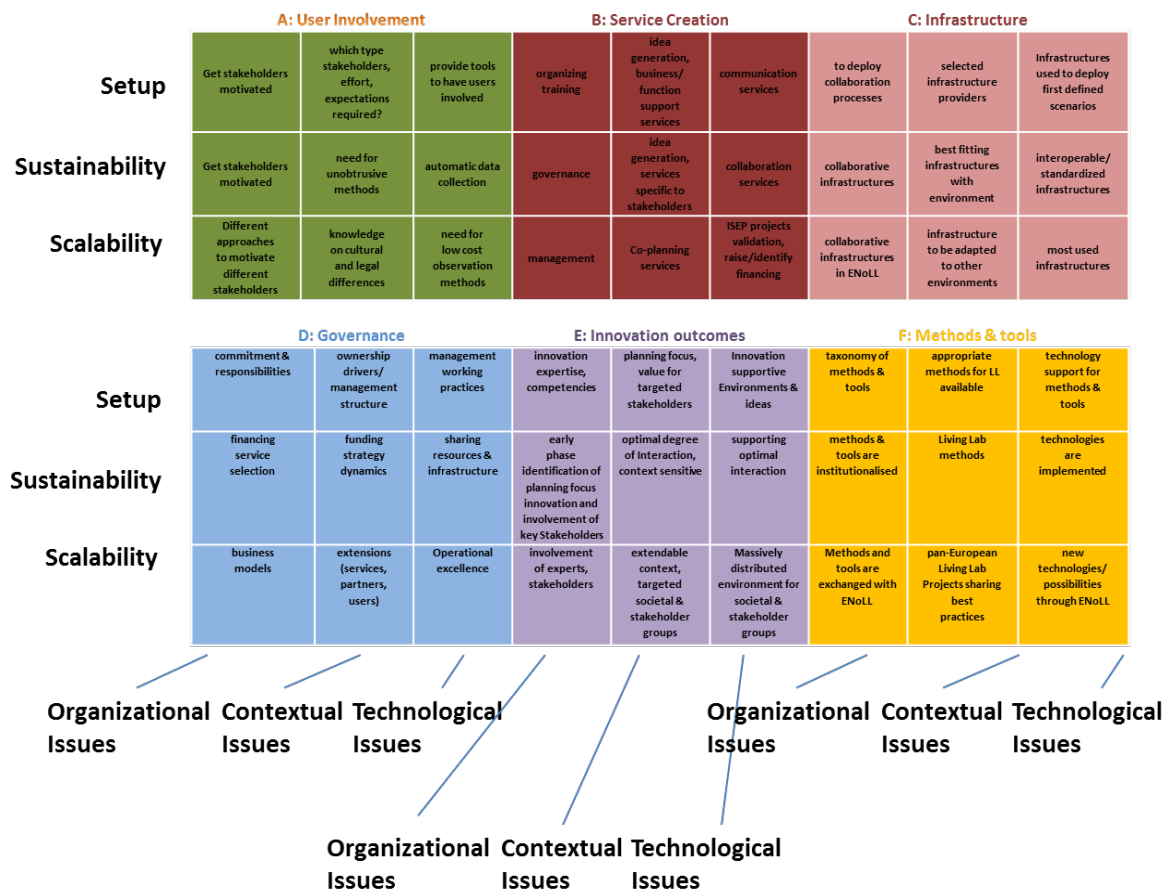 A: User Involvement
B: Service Creation
C: Infrastructure
Setup
Get stakeholders
motivated
which type
stakeholders,
effort,
expectations
required?
provide tools
to have users
involved
organizing
training
idea
generation,
business/
function
support
services
communication
services
to deploy
collaboration
processes
selected
infrastructure
providers
Infrastructures
used to deploy
first defined
scenarios
Sustainability
Get stakeholders
motivated
need for
unobtrusive
methods
automatic data
collection
governance
idea
generation,
services
specific to
stakeholders
collaboration
services
collaborative
infrastructures
best fitting
infrastructures
with
environment
interoperable/
standardized
infrastructures
Scalability
Different
approaches
to motivate
different
stakeholders
knowledge
on cultural
and legal
differences
need for
low cost
observation
methods
management
Co-planning
services
ISEP projects
validation,
raise/identify
financing
collaborative
infrastructures
in ENoLL
infrastructure
to be adapted
to other
environments
most used
infrastructures
D: Governance
E: Innovation outcomes
F: Methods & tools
Setup
commitment &
responsibilities
ownership
drivers/
management
structure
management
working
practices
innovation
expertise,
competencies
planning focus,
value for
targeted
stakeholders
Innovation
supportive
Environments &
ideas
taxonomy of
methods &
tools
appropriate
methods for LL
available
technology
support for
methods &
tools
Sustainability
financing
service
selection
funding
strategy
dynamics
sharing
resources &
infrastructure
early
phase
identification of
planning focus
innovation and
involvement of
key Stakeholders
optimal degree
of Interaction,
context sensitive
supporting
optimal
interaction
methods &
tools are
institutionalised
Living Lab
methods
technologies
are
implemented
Scalability
business
models
extensions
(services,
partners,
users)
Operational
excellence
involvement
of experts,
stakeholders
extendable
context,
targeted
societal &
stakeholder
groups
Massively
distributed
environment for
societal &
stakeholder
groups
Methods and
tools are
exchanged with
ENoLL
pan-European
Living Lab
Projects sharing
best
practices
new
technologies/
possibilities
through ENoLL
Organizational
Issues
Contextual
Issues
Technological
Issues
Organizational
Issues
Contextual
Issues
Technological
Issues
Organizational
Issues
Contextual
Issues
Technological
Issues